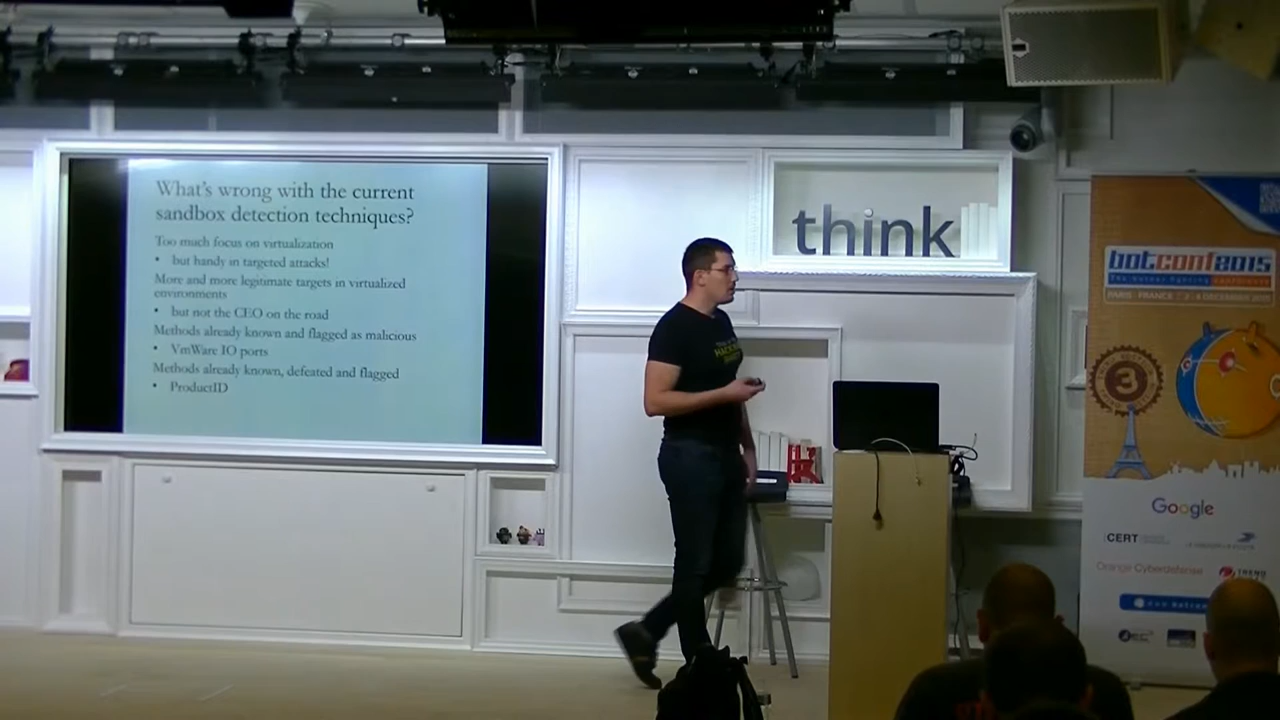 What's wrong with the current
sandbox detection techniques?
Too much focus on virtualization
• but handy in targeted attacks!
More and more legitimate targets in virtualized
environments
• but not the CEO on the road
Methods already known and flagged as malicious
• VmWare IO ports
Methods already known, defeated and flagged
• ProductID
think
botconf2015
PARIS - FRANCE
3
Google
CERT
Orange Cyberdefense
TREND